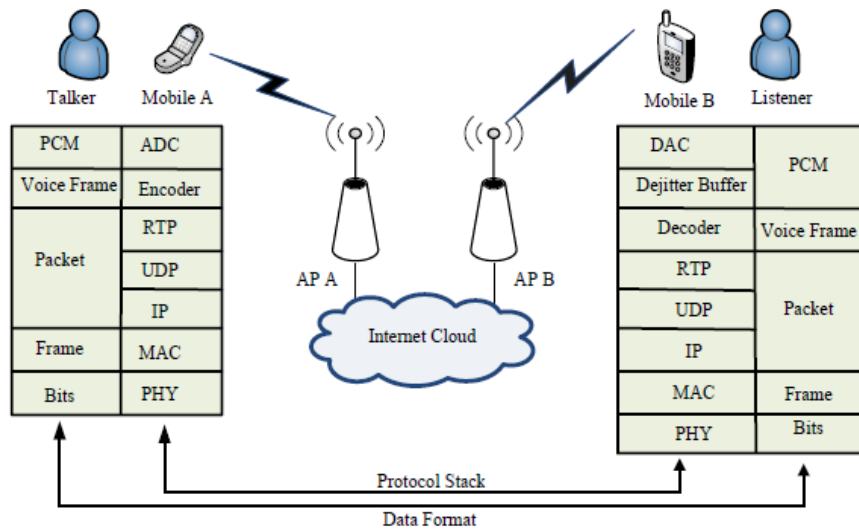 Talker
Mobile A
Mobile B
Listener
PCM
ADC
Voice Frame
Encoder
Packet
RTP
UDP
IP
Frame
MAC
Bits
PHY
AP A
AP B
Internet Cloud
DAC
PCM
Dejitter Buffer
Decoder
Voice Frame
RTP
Packet
UDP
IP
MAC
Frame
PHY
Bits
Protocol Stack
Data Format